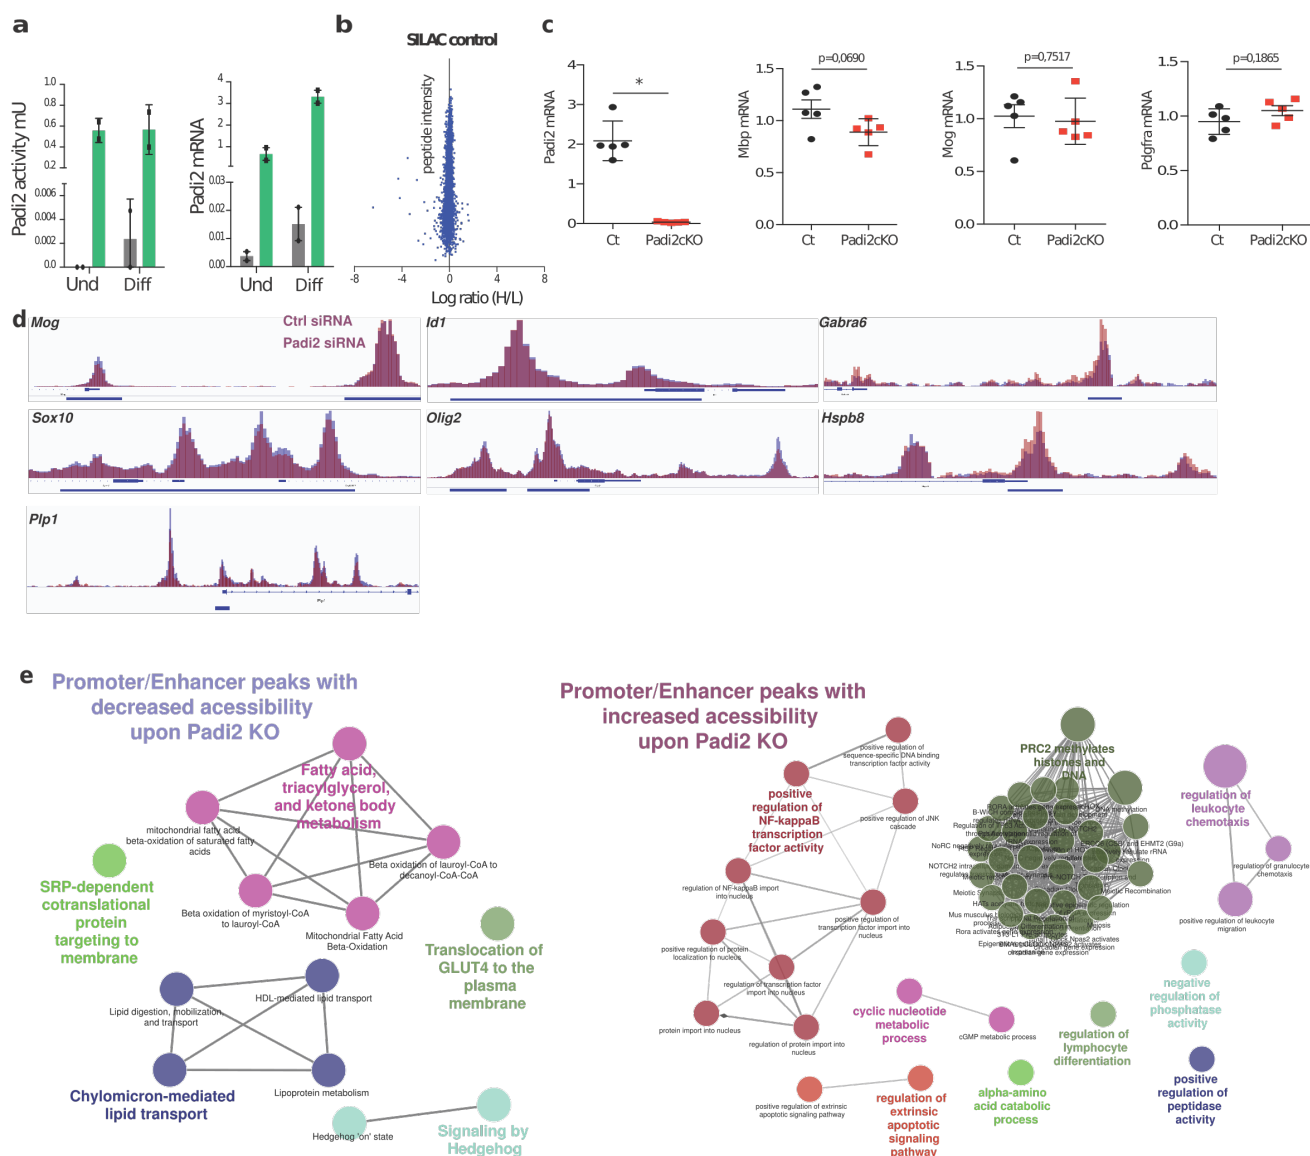 a
Padi2 activity mU
1.0
0.8
0.6
0.4
0.2
0.006
0.004
0.002
0.0
Und
Diff
Padi2 mRNA
4
3
2
1
0.03
0.02
0.01
0.0
Und
Diff
b
SILAC control
peptide intensity
-8
-4
0
4
8
Log ratio (H/L)
c
Padi2 mRNA
4
3
2
1
0
*
Ct
Padi2cKO
Mbp mRNA
1.5
1.0
0.5
0.0
p=0,0690
Ct
Padi2cKO
Mog mRNA
1.5
1.0
0.5
0.0
p=0,7517
Ct
Padi2cKO
Pdgfra mRNA
1.5
1.0
0.5
0.0
p=0,1865
Ct
Padi2cKO
d
Mog
Ctrl siRNA
Padi2 siRNA
Id1
Gabra6
Sox10
Olig2
Hspb8
Plp1
e
Promoter/Enhancer peaks with
decreased acessibility
upon Padi2 KO
Fatty acid,
triacylglycerol,
and ketone body
metabolism
mitochondrial fatty acid
beta-oxidation of saturated fatty
acids
Beta oxidation of lauroyl-CoA to
decanoyl-CoA-CoA
Beta oxidation of myristoyl-CoA
to lauroyl-CoA
Mitochondrial Fatty Acid
Beta-Oxidation
SRP-dependent
cotranslational
protein
targeting to
membrane
Translocation of
GLUT4 to the
plasma
membrane
HDL-mediated lipid transport
Lipid digestion, mobilization,
and transport
Chylomicron-mediated
lipid transport
Lipoprotein metabolism
Hedgehog 'on' state
Signaling by
Hedgehog
Promoter/Enhancer peaks with
increased acessibility
upon Padi2 KO
positive regulation of
sequence-specific DNA binding
transcription factor activity
positive
regulation of
NF-kappaB
transcription
factor activity
positive regulation of JNK
cascade
regulation of NF-kappaB import
into nucleus
positive regulation of
transcription factor import into
nucleus
positive regulation of protein
localization to nucleus
regulation of transcription factor
import into nucleus
protein import into nucleus
regulation of protein import into
nucleus
PRC2 methylates
histones and
DNA
DNA methylation
Meiotic Recombination
regulation of
leukocyte
chemotaxis
regulation of granulocyte
chemotaxis
positive regulation of leukocyte
migration
cyclic nucleotide
metabolic
process
cGMP metabolic process
regulation of
lymphocyte
differentiation
negative
regulation of
phosphatase
activity
positive regulation of extrinsic
apoptotic signaling pathway
regulation of
extrinsic
apoptotic
signaling
pathway
alpha-amino
acid catabolic
process
positive
regulation of
peptidase
activity